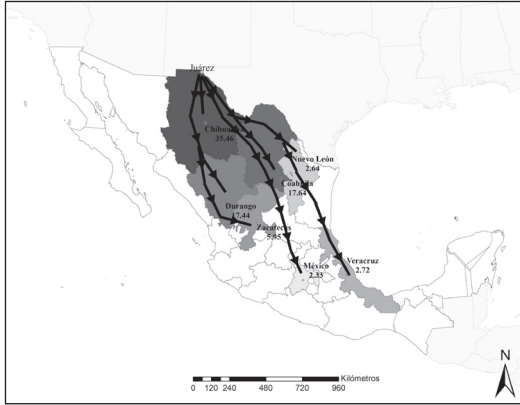 Juárez
Chihuahua
35.46
Nuevo León
2.64
Coahuila
17.64
Durango
17.44
Zacatecas
5.95
México
2.33
Veracruz
2.72
N
Kilómetros
0 120 240 480 720 960